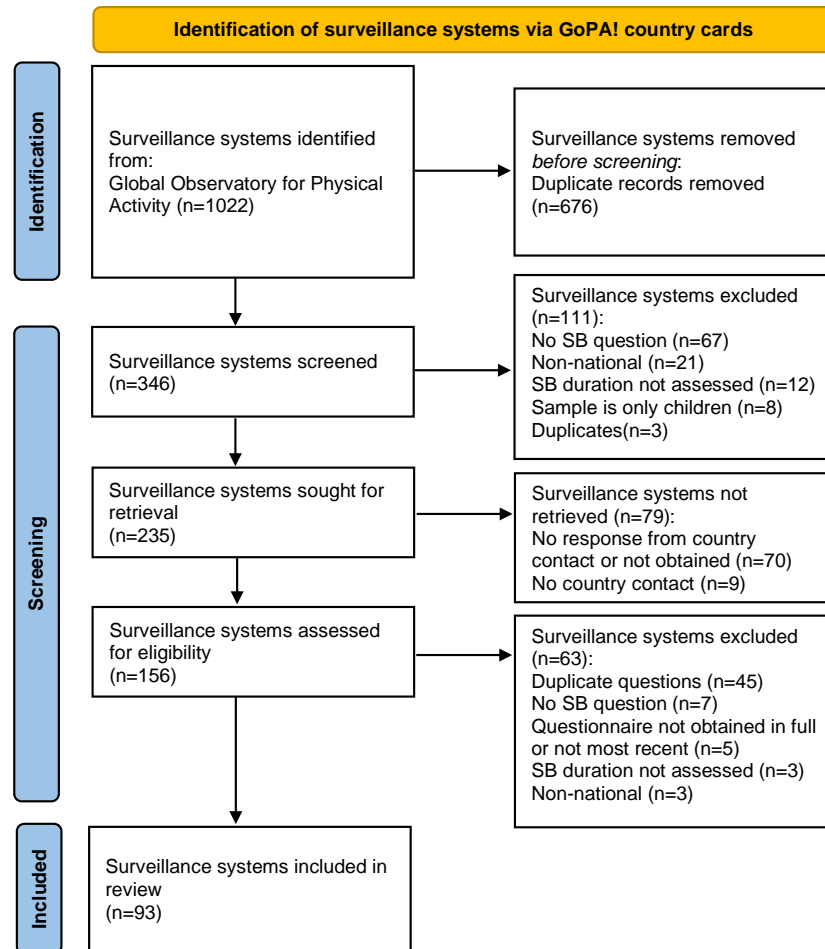 Identification of surveillance systems via GoPA! country cards
Identification
Surveillance systems identified
from:
Global Observatory for Physical
Activity (n=1022)
Surveillance systems removed
before screening:
Duplicate records removed
(n=676)
Screening
Surveillance systems screened
(n=346)
Surveillance systems excluded
(n=111):
No SB question (n=67)
Non-national (n=21)
SB duration not assessed (n=12)
Sample is only children (n=8)
Duplicates(n=3)
Surveillance systems sought for
retrieval
(n=235)
Surveillance systems not
retrieved (n=79):
No response from country
contact or not obtained (n=70)
No country contact (n=9)
Surveillance systems assessed
for eligibility
(n=156)
Surveillance systems excluded
(n=63):
Duplicate questions (n=45)
No SB question (n=7)
Questionnaire not obtained in full
or not most recent (n=5)
SB duration not assessed (n=3)
Non-national (n=3)
Included
Surveillance systems included in
review
(n=93)